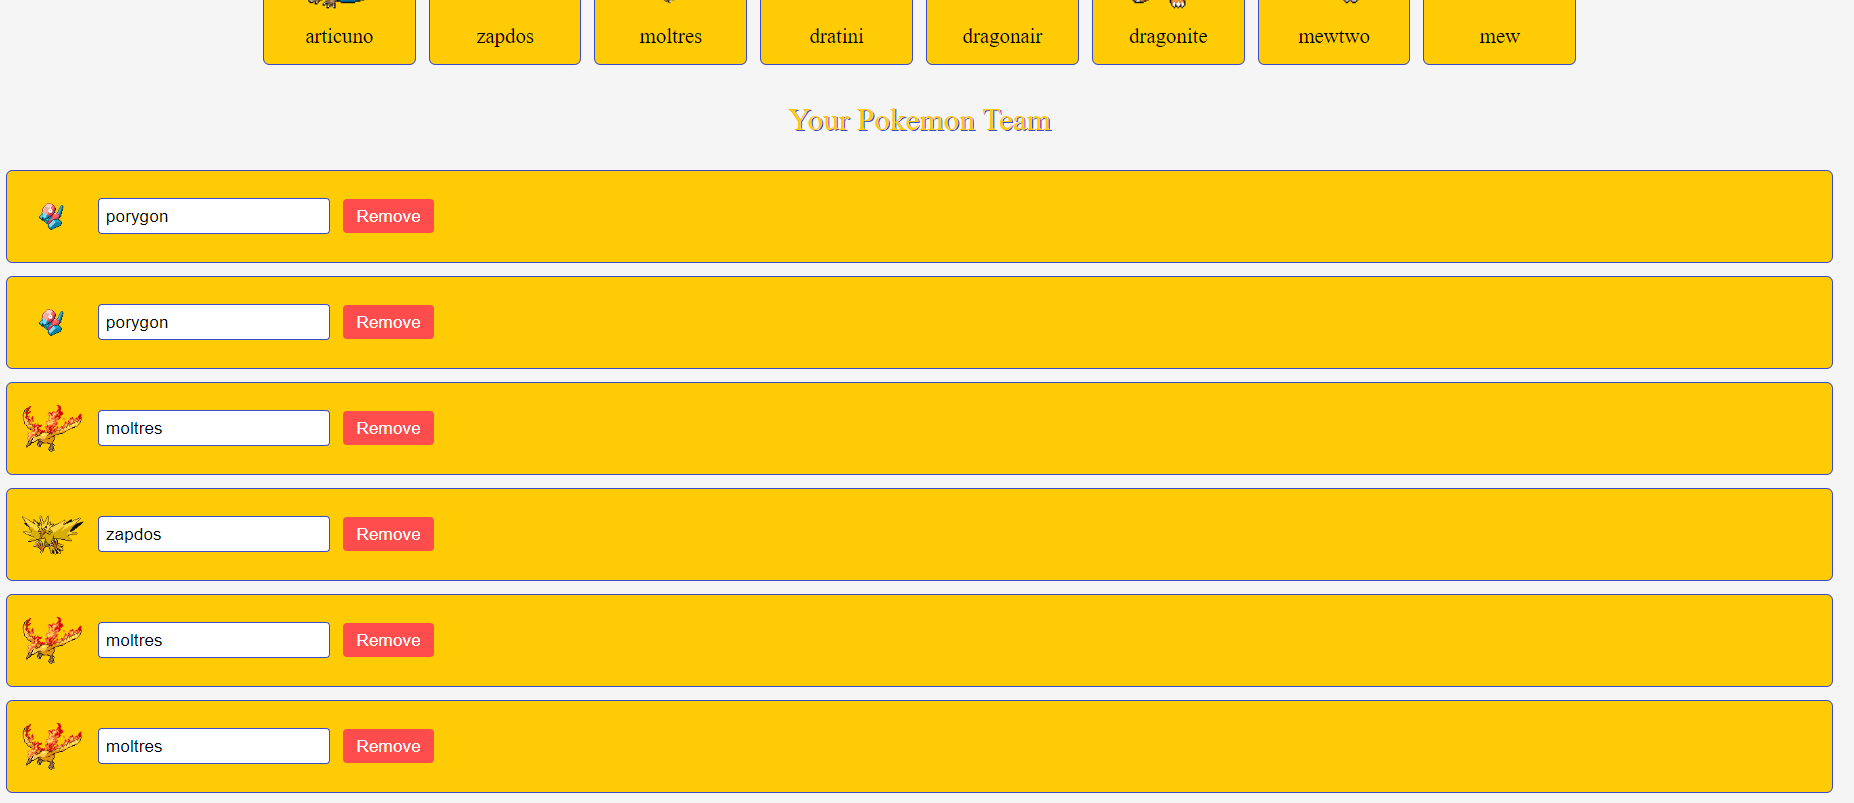 articuno zapdos moltres dratini dragonair dragonite mewtwo mew
Your Pokemon Team
porygon Remove
porygon Remove
moltres Remove
zapdos Remove
moltres Remove
moltres Remove